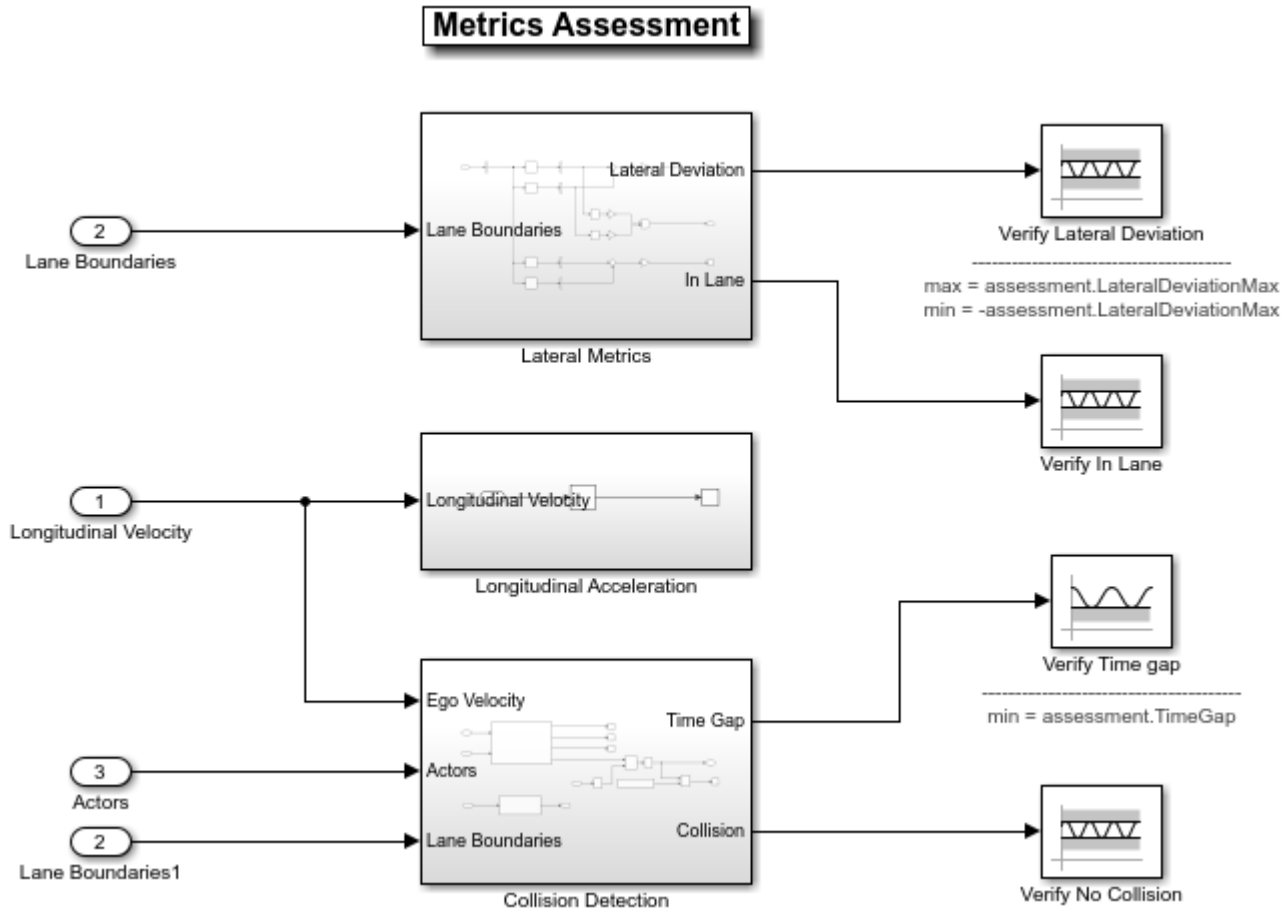 Metrics Assessment
2
Lane Boundaries
Lane Boundaries
Lateral Deviation
In Lane
Lateral Metrics
Verify Lateral Deviation
----------------------------------------
max = assessment.LateralDeviationMax
min = -assessment.LateralDeviationMax
Verify In Lane
1
Longitudinal Velocity
Longitudinal Velocity
Longitudinal Acceleration
Ego Velocity
Actors
Lane Boundaries
Time Gap
Collision
Collision Detection
3
Actors
2
Lane Boundaries1
Verify Time gap
----------------------------------------
min = assessment.TimeGap
Verify No Collision